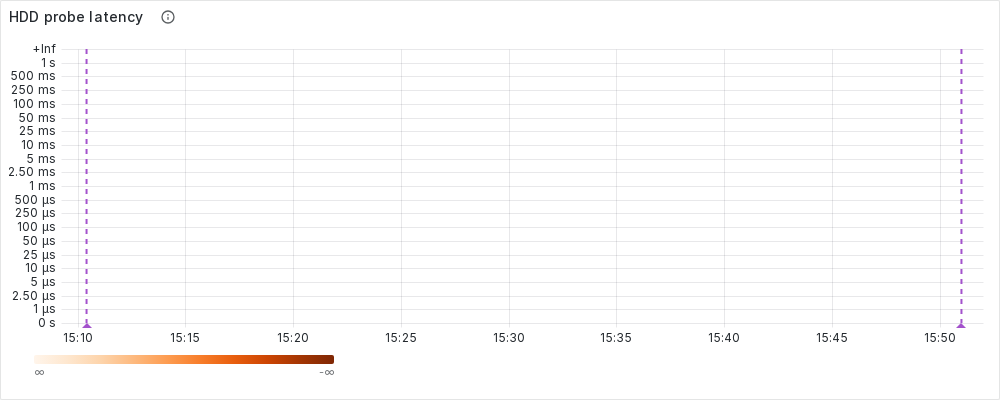 HDD probe latency
+Inf
1 s
500 ms
250 ms
100 ms
50 ms
25 ms
10 ms
5 ms
2.50 ms
1 ms
500 µs
250 µs
100 µs
50 µs
25 µs
10 µs
5 µs
2.50 µs
1 µs
0 s
15:10 15:15 15:20 15:25 15:30 15:35 15:40 15:45 15:50
∞ -∞